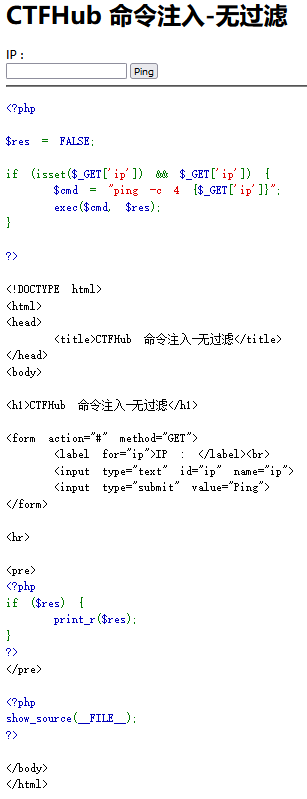 CTFHub 命令注入-无过滤
IP :
Ping
<?php
$res = FALSE;
if (isset($_GET['ip']) && $_GET['ip']) {
$cmd = "ping -c 4 {$_GET['ip']}";
exec($cmd, $res);
}
?>
<!DOCTYPE html>
<html>
<head>
<title>CTFHub 命令注入-无过滤</title>
</head>
<body>
<h1>CTFHub 命令注入-无过滤</h1>
<form action="#" method="GET">
<label for="ip">IP : </label><br>
<input type="text" id="ip" name="ip">
<input type="submit" value="Ping">
</form>
<hr>
<pre>
<?php
if ($res) {
print_r($res);
}
?>
</pre>
<?php
show_source(__FILE__);
?>
</body>
</html>